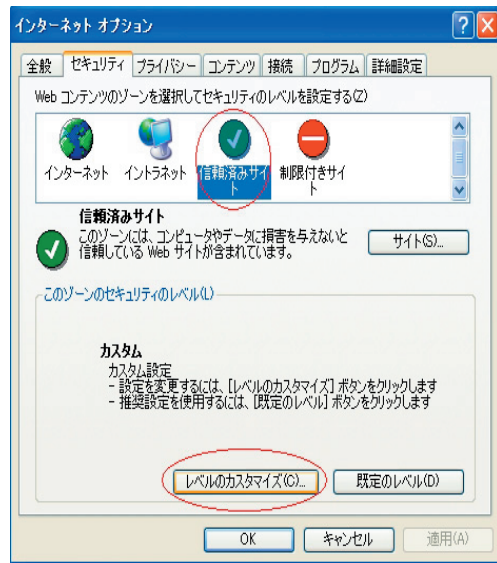 インターネット オプション
全般
セキュリティ
プライバシー
コンテンツ
接続
プログラム
詳細設定
Web コンテンツのゾーンを選択してセキュリティのレベルを設定する(Z)
インターネット
イントラネット
信頼済みサイ
ト
制限付きサイ
ト
信頼済みサイト
このゾーンには、コンピュータやデータに損害を与えないと
信頼している Web サイトが含まれています。
サイト(S)...
このゾーンのセキュリティのレベル(L)
カスタム
カスタム設定
- 設定を変更するには、[レベルのカスタマイズ] ボタンをクリックします
- 推奨設定を使用するには、[既定のレベル] ボタンをクリックします
レベルのカスタマイズ(C)...
既定のレベル(D)
OK
キャンセル
適用(A)